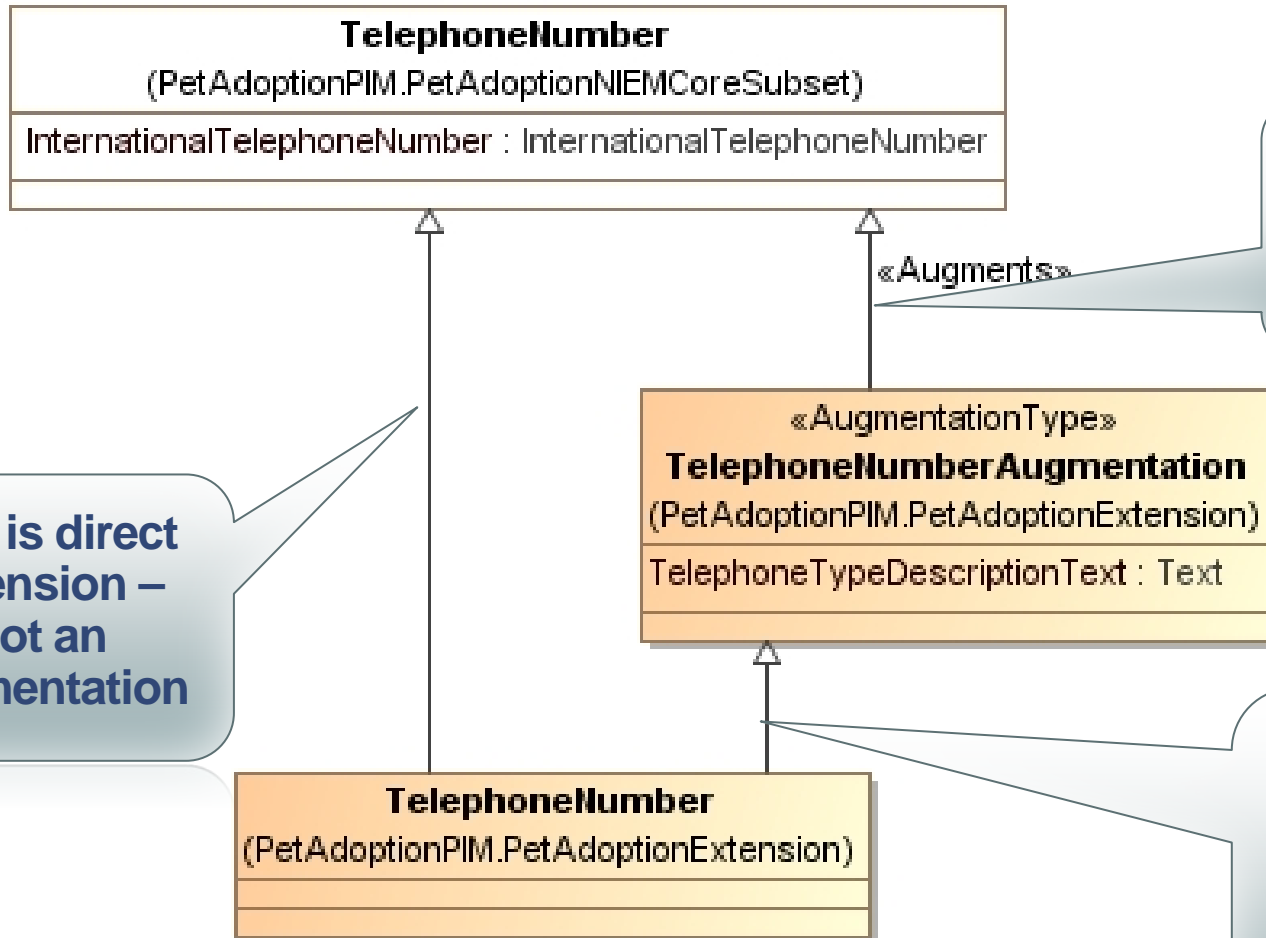 TelephoneNumber
(PetAdoptionPIM.PetAdoptionNIEMCoreSubset)
InternationalTelephoneNumber : InternationalTelephoneNumber
«Augments»
«AugmentationType»
TelephoneNumberAugmentation
(PetAdoptionPIM.PetAdoptionExtension)
TelephoneTypeDescriptionText : Text
is direct
ension –
ot an
mentation
TelephoneNumber
(PetAdoptionPIM.PetAdoptionExtension)